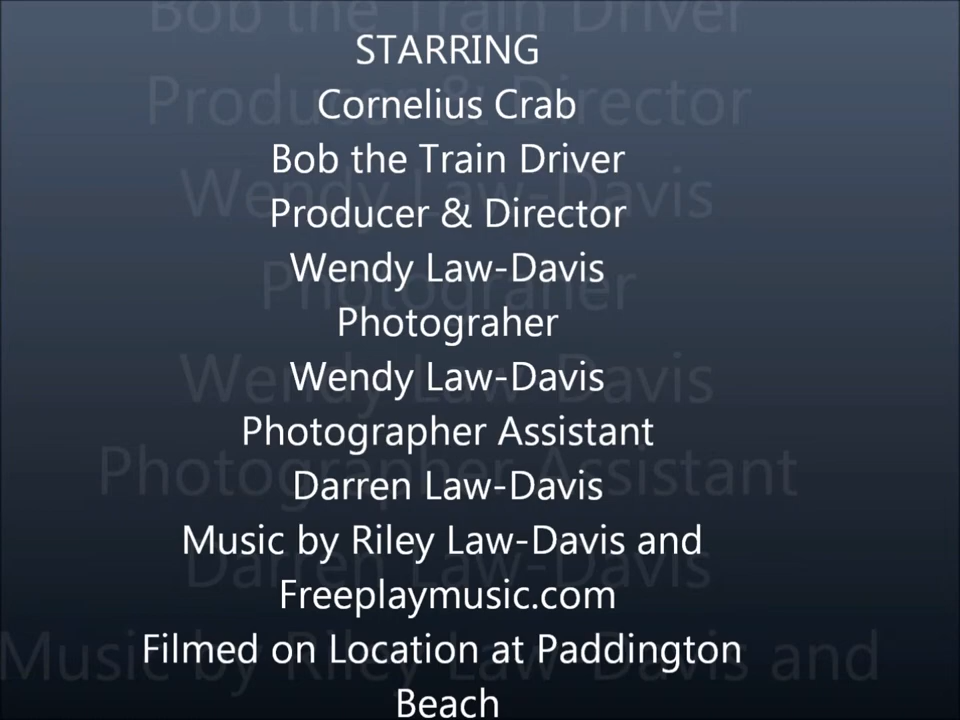 STARRING
Cornelius Crab
Bob the Train Driver
Producer & Director
Wendy Law-Davis
Photograher
Wendy Law-Davis
Photographer Assistant
Darren Law-Davis
Music by Riley Law-Davis and
Freeplaymusic.com
Filmed on Location at Paddington
Beach